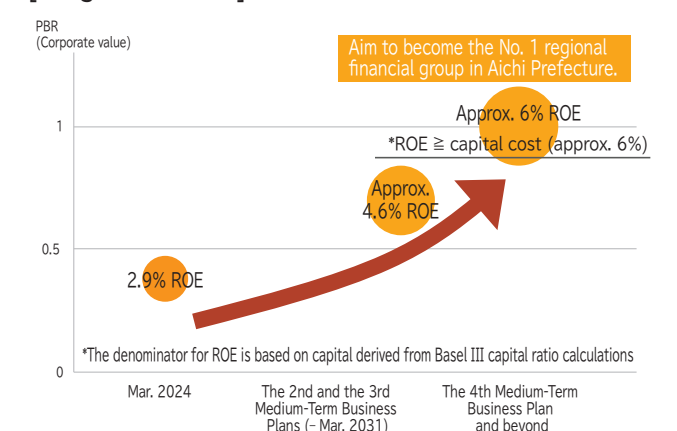 PBR
(Corporate value)
Aim to become the No. 1 regional
financial group in Aichi Prefecture.
Approx. 6% ROE
1
*ROE ≧ capital cost (approx. 6%)
Approx.
4.6% ROE
0.5
2.9% ROE
*The denominator for ROE is based on capital derived from Basel III capital ratio calculations
0
Mar. 2024
The 2nd and the 3rd
Medium-Term Business
Plans (– Mar. 2031)
The 4th Medium-Term
Business Plan
and beyond